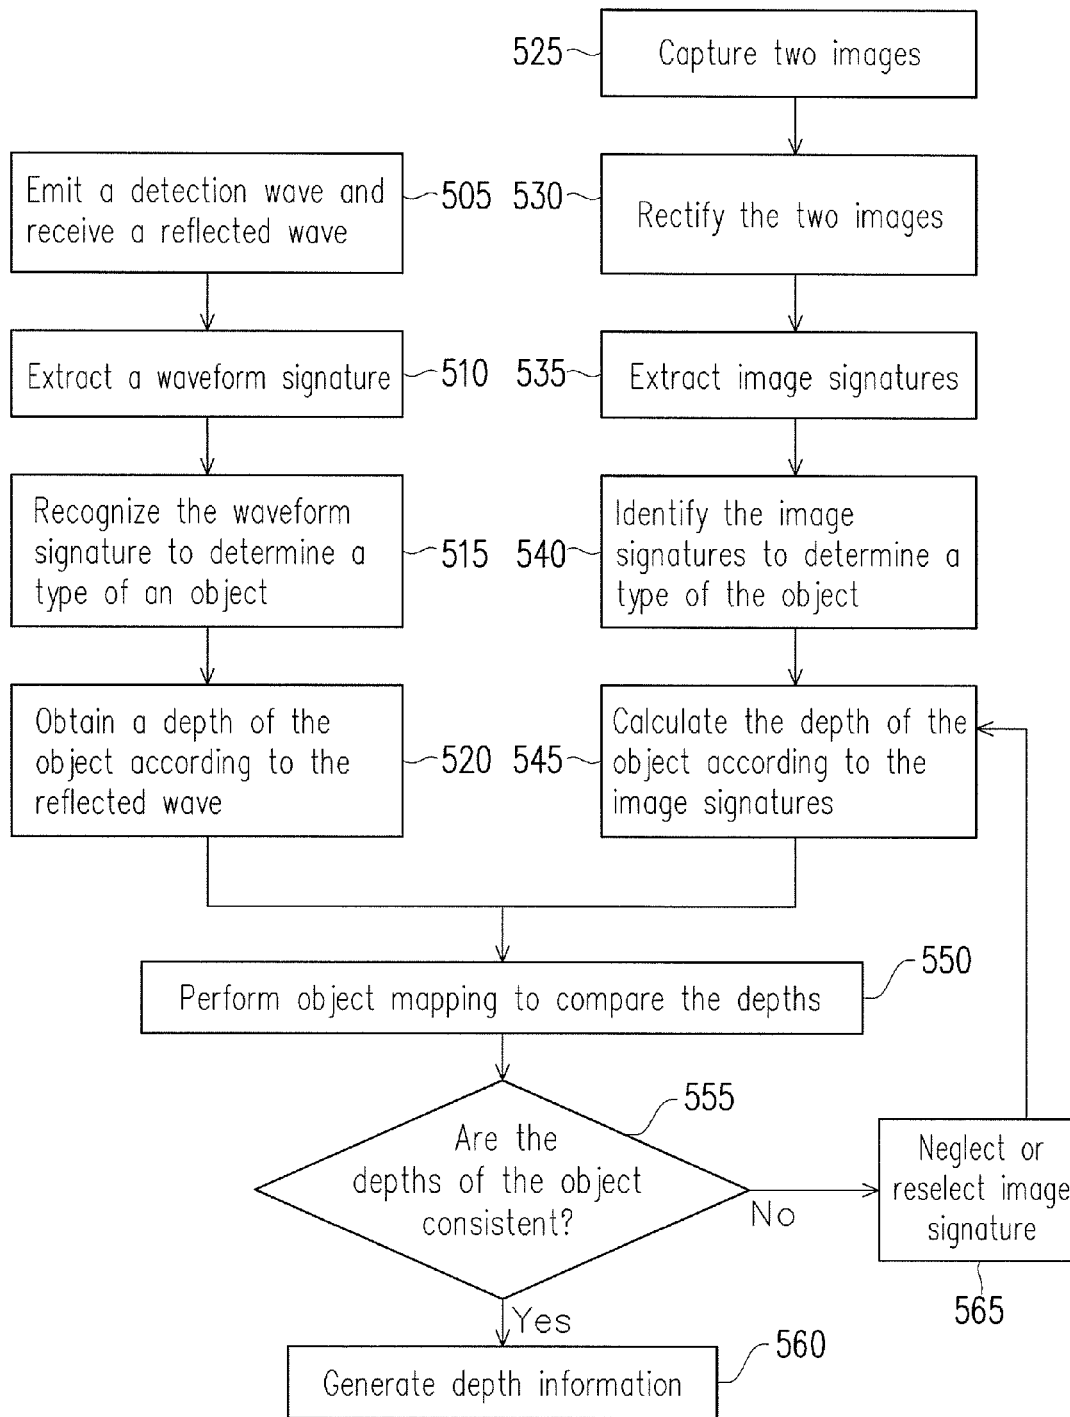 525
Capture two images
Emit a detection wave and
receive a reflected wave
505
530
Rectify the two images
Extract a waveform signature
510
535
Extract image signatures
Recognize the waveform
signature to determine a
type of an object
515
540
Identify the image
signatures to determine a
type of the object
Obtain a depth of the
object according to the
reflected wave
520
545
Calculate the depth of the
object according to the
image signatures
550
Perform object mapping to compare the depths
555
Are the
depths of the object
consistent?
No
Neglect or
reselect image
signature
565
Yes
560
Generate depth information